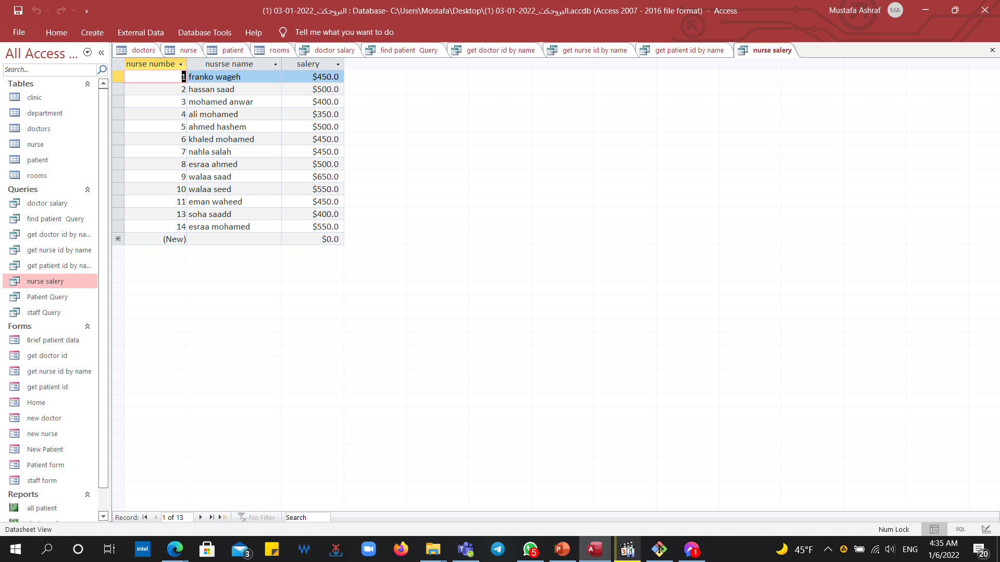 البروجكت_2022-01-03 (1) : Database- C:\Users\Mostafa\Desktop\البروجكت_2022-01-03 (1).accdb (Access 2007 - 2016 file format) - Access
Mustafa Ashraf MA
File Home Create External Data Database Tools Help Tell me what you want to do
All Access ...
Search...
Tables
clinic
department
doctors
nurse
patient
rooms
Queries
doctor salary
find patient Query
get doctor id by na...
get nurse id by name
get patient id by na...
nurse salery
Patient Query
staff Query
Forms
Brief patient data
get doctor id
get nurse id by name
get patient id
Home
new doctor
new nurse
New Patient
Patient form
staff form
Reports
all patient
doctors nurse patient rooms doctor salary find patient Query get doctor id by name get nurse id by name get patient id by name nurse salery
nurse numbe nusrse name salery
1 franko wageh $450.0
2 hassan saad $500.0
3 mohamed anwar $400.0
4 ali mohamed $350.0
5 ahmed hashem $500.0
6 khaled mohamed $450.0
7 nahla salah $450.0
8 esraa ahmed $500.0
9 walaa saad $650.0
10 walaa seed $550.0
11 eman waheed $450.0
13 soha saadd $400.0
14 esraa mohamed $550.0
(New) $0.0
Record: 1 of 13 No Filter Search
Datasheet View
Num Lock SQL
intel 3 5 1 45°F ENG
4:35 AM
1/6/2022
20